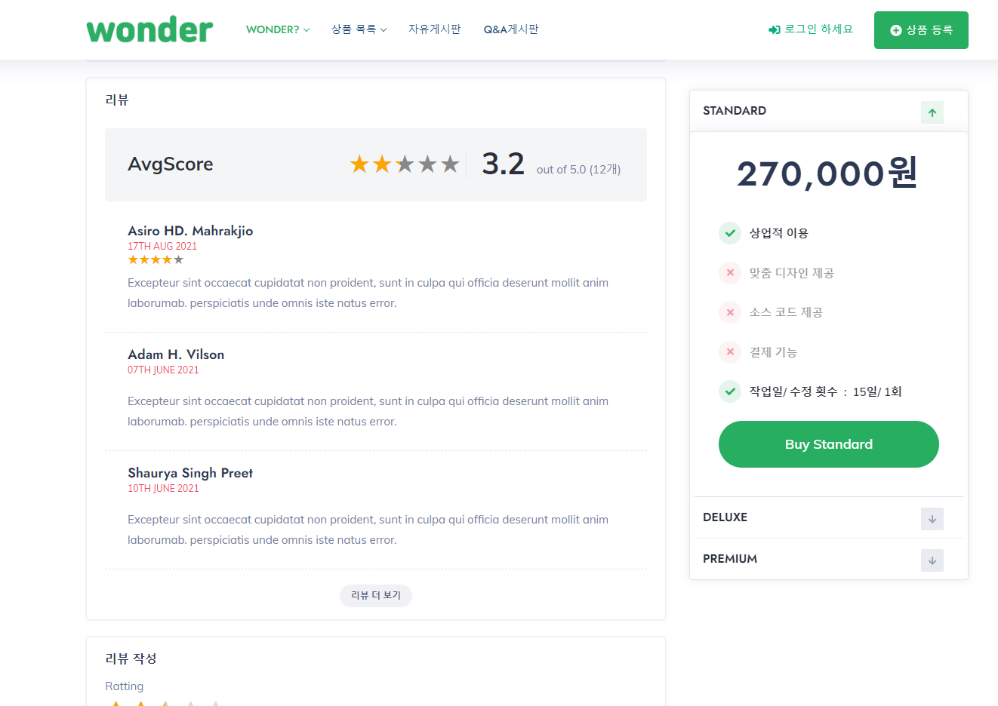 wonder
WONDER?
상품 목록
자유게시판
Q&A게시판
로그인 하세요
상품 등록
리뷰
AvgScore
3.2
out of 5.0 (12개)
Asiro HD. Mahrakjio
17TH AUG 2021
Excepteur sint occaecat cupidatat non proident, sunt in culpa qui officia deserunt mollit anim
laborumab. perspiciatis unde omnis iste natus error.
Adam H. Vilson
07TH JUNE 2021
Excepteur sint occaecat cupidatat non proident, sunt in culpa qui officia deserunt mollit anim
laborumab. perspiciatis unde omnis iste natus error.
Shaurya Singh Preet
10TH JUNE 2021
Excepteur sint occaecat cupidatat non proident, sunt in culpa qui officia deserunt mollit anim
laborumab. perspiciatis unde omnis iste natus error.
리뷰 더 보기
리뷰 작성
Ratting
STANDARD
270,000원
상업적 이용
맞춤 디자인 제공
소스 코드 제공
결제 기능
작업일/ 수정 횟수 : 15일/ 1회
Buy Standard
DELUXE
PREMIUM